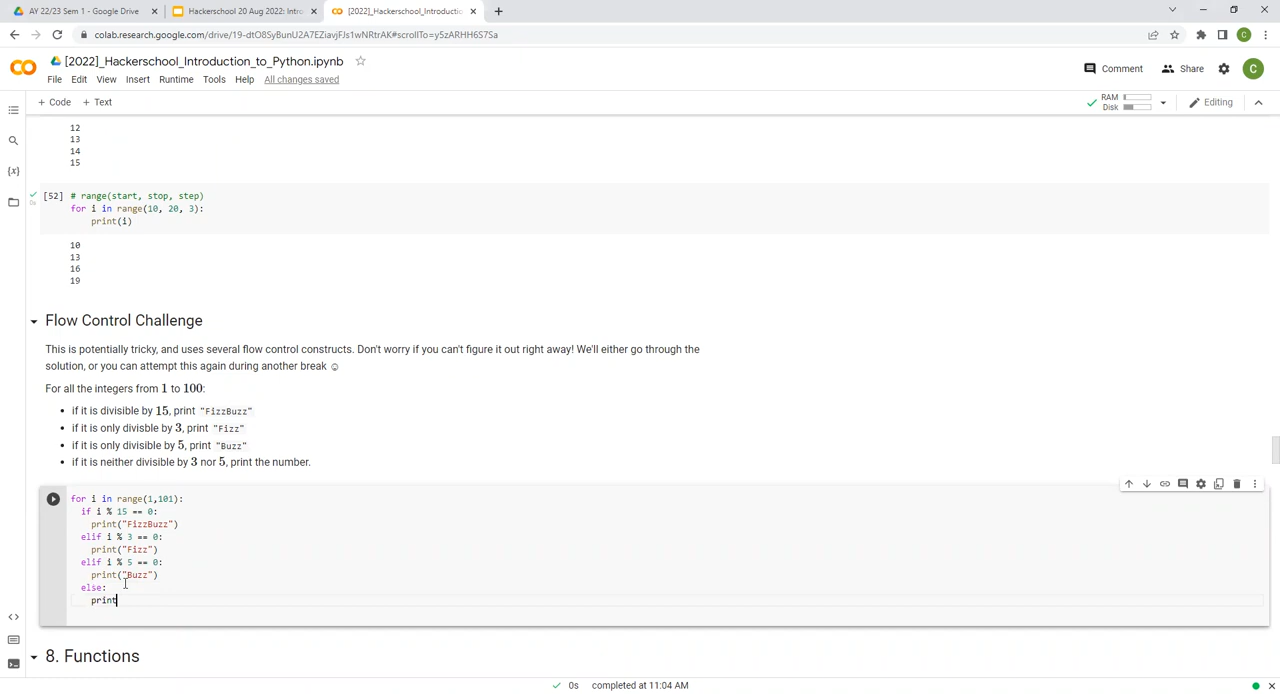 AY 22/23 Sem 1 - Google Drive
Hackerschool 20 Aug 2022: Intro
[2022]_Hackerschool_Introductio
colab.research.google.com/drive/19-dtO8SyBunU2A7EZiavjFJs1wNRtrAK#scrollTo=y5zARHH6S7Sa
C
[2022]_Hackerschool_Introduction_to_Python.ipynb
File Edit View Insert Runtime Tools Help All changes saved
Comment Share C
+ Code + Text
RAM
Disk
Editing
12
13
14
15
[52] # range(start, stop, step)
0s
for i in range(10, 20, 3):
print(i)
10
13
16
19
Flow Control Challenge
This is potentially tricky, and uses several flow control constructs. Don't worry if you can't figure it out right away! We'll either go through the
solution, or you can attempt this again during another break ☺
For all the integers from 1 to 100:
• if it is divisible by 15, print "FizzBuzz"
• if it is only divisble by 3, print "Fizz"
• if it is only divisible by 5, print "Buzz"
• if it is neither divisible by 3 nor 5, print the number.
for i in range(1,101):
if i % 15 == 0:
print("FizzBuzz")
elif i % 3 == 0:
print("Fizz")
elif i % 5 == 0:
print("Buzz")
else:
print
8. Functions
0s completed at 11:04 AM